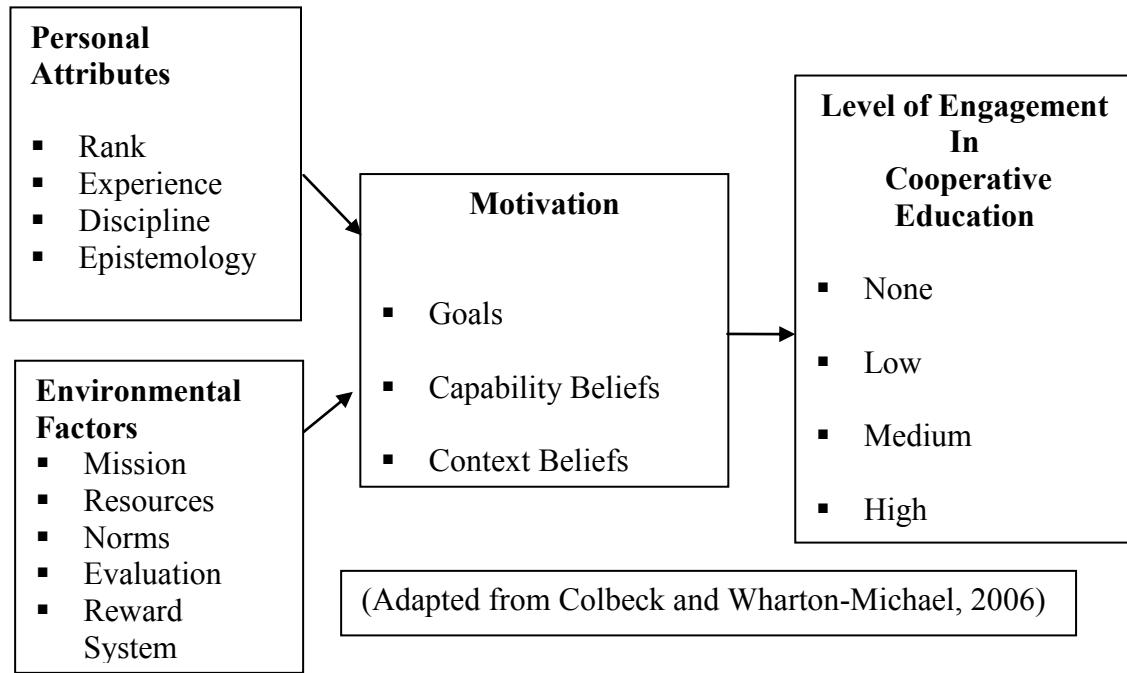 Personal
Attributes
▪ Rank
▪ Experience
▪ Discipline
▪ Epistemology
Environmental
Factors
▪ Mission
▪ Resources
▪ Norms
▪ Evaluation
▪ Reward
System
Motivation
▪ Goals
▪ Capability Beliefs
▪ Context Beliefs
Level of Engagement
In
Cooperative
Education
▪ None
▪ Low
▪ Medium
▪ High
(Adapted from Colbeck and Wharton-Michael, 2006)